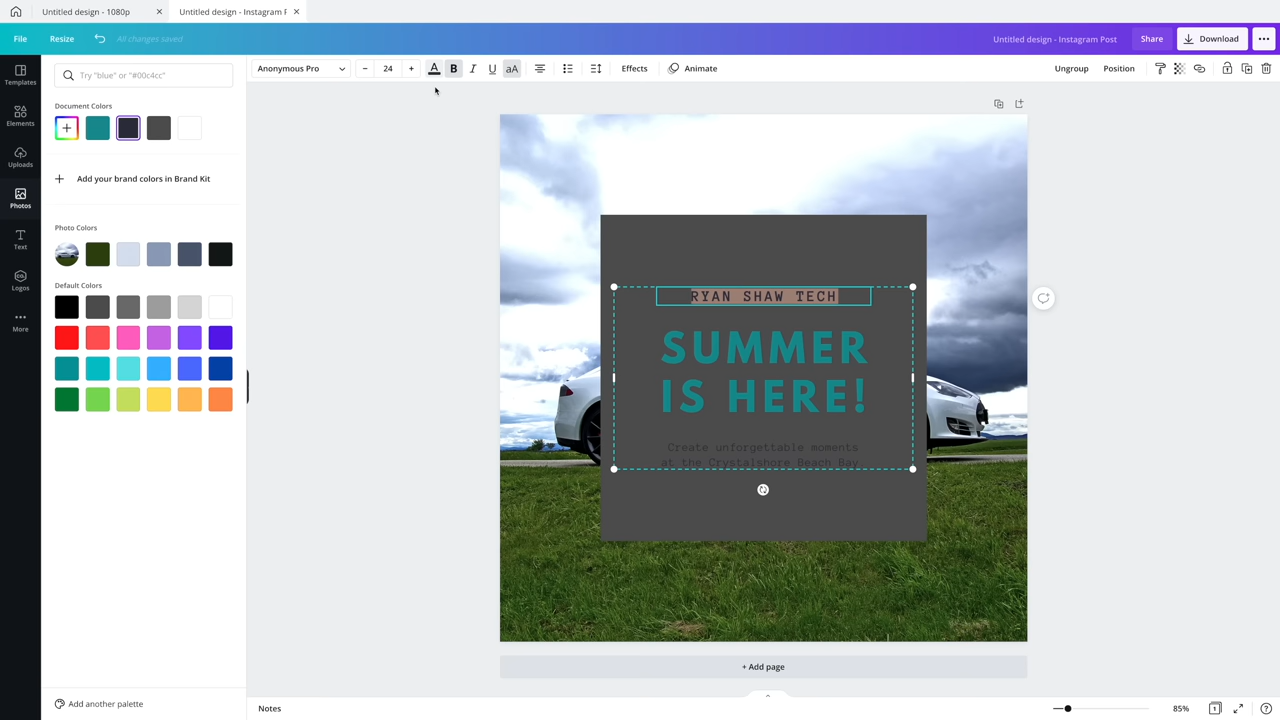 Untitled design - 1080p
Untitled design - Instagram F
File
Resize
All changes saved
Untitled design - Instagram Post
Share
Download
Templates
Elements
Uploads
Photos
Text
Logos
More
Try "blue" or "#00c4cc"
Document Colors
Add your brand colors in Brand Kit
Photo Colors
Default Colors
Add another palette
Anonymous Pro
− 24 +
A B I U aA
Effects
Animate
Ungroup
Position
RYAN SHAW TECH
SUMMER
IS HERE!
Create unforgettable moments
at the Crystalshore Beach Bay
+ Add page
Notes
85%
1